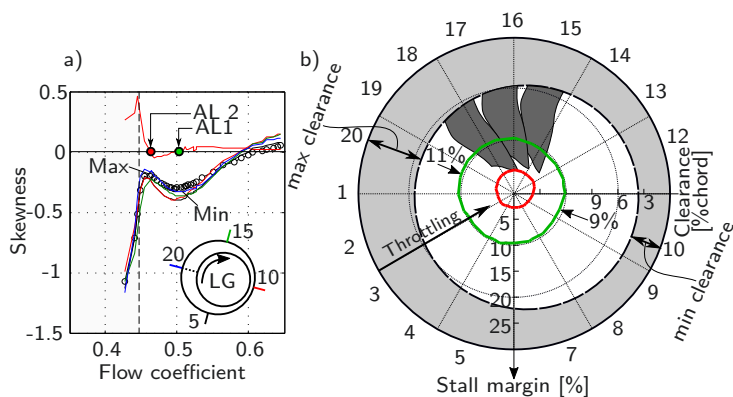 a)
0.5
0
-0.5
-1
-1.5
Skewness
AL 2
AL1
Max
Min
15
20
10
LG
5
0.4
0.5
0.6
Flow coefficient
b)
16
17
15
18
14
19
13
20
12
1
2
10
3
9
4
8
5
7
6
max clearance
min clearance
11%
9%
Throttling
9
6
3
Clearance
[%chord]
5
10
15
20
25
Stall margin [%]